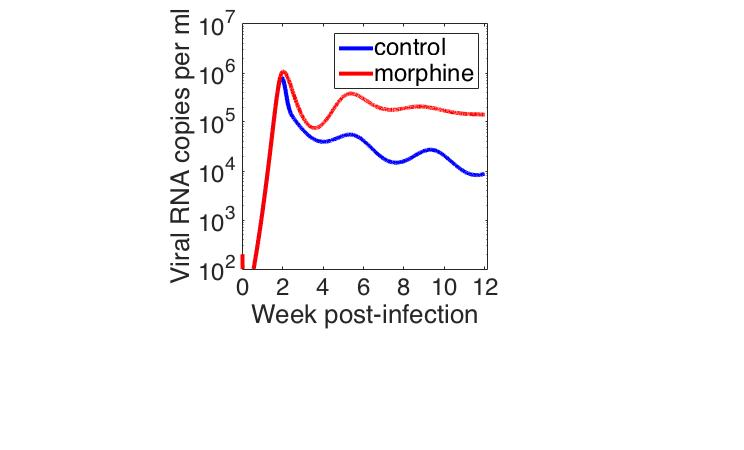 Viral RNA copies per ml
10^7
10^6
10^5
10^4
10^3
10^2
control
morphine
0 2 4 6 8 10 12
Week post-infection